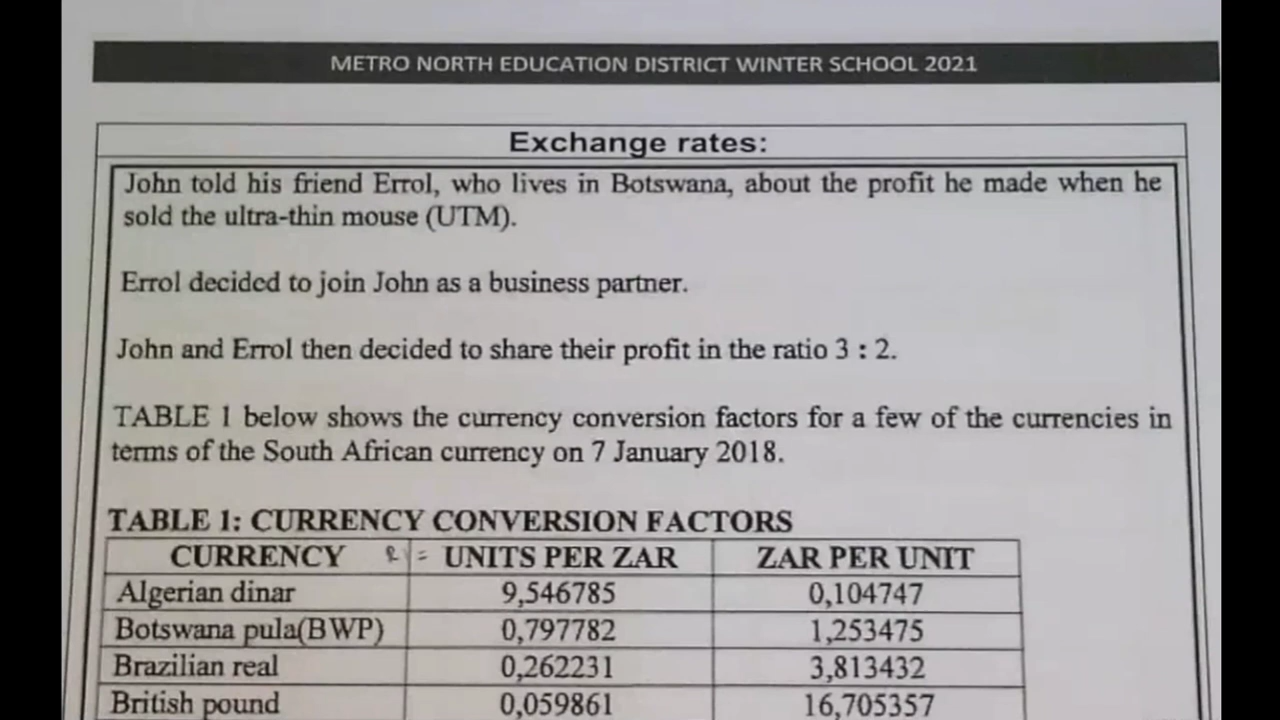 METRO NORTH EDUCATION DISTRICT WINTER SCHOOL 2021
Exchange rates:
John told his friend Errol, who lives in Botswana, about the profit he made when he
sold the ultra-thin mouse (UTM).
Errol decided to join John as a business partner.
John and Errol then decided to share their profit in the ratio 3 : 2.
TABLE 1 below shows the currency conversion factors for a few of the currencies in
terms of the South African currency on 7 January 2018.
TABLE 1: CURRENCY CONVERSION FACTORS
CURRENCY UNITS PER ZAR ZAR PER UNIT
Algerian dinar 9,546785 0,104747
Botswana pula(BWP) 0,797782 1,253475
Brazilian real 0,262231 3,813432
British pound 0,059861 16,705357